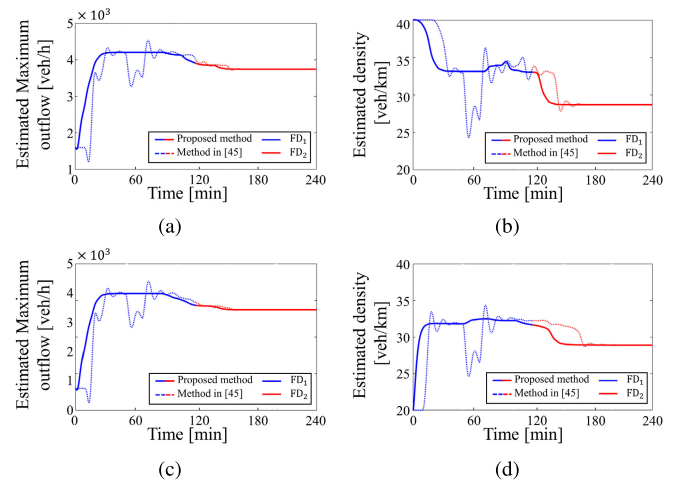 5 × 10³
4
3
2
1
Estimated Maximum
outflow [veh/h]
Proposed method FD₁
Method in [45] FD₂
0 60 120 180 240
Time [min]
(a)
40
35
30
25
20
Estimated density
[veh/km]
Proposed method FD₁
Method in [45] FD₂
0 60 120 180 240
Time [min]
(b)
5 × 10³
4
3
2
1
0
Estimated Maximum
outflow [veh/h]
Proposed method FD₁
Method in [45] FD₂
0 60 120 180 240
Time [min]
(c)
40
35
30
25
20
Estimated density
[veh/km]
Proposed method FD₁
Method in [45] FD₂
0 60 120 180 240
Time [min]
(d)